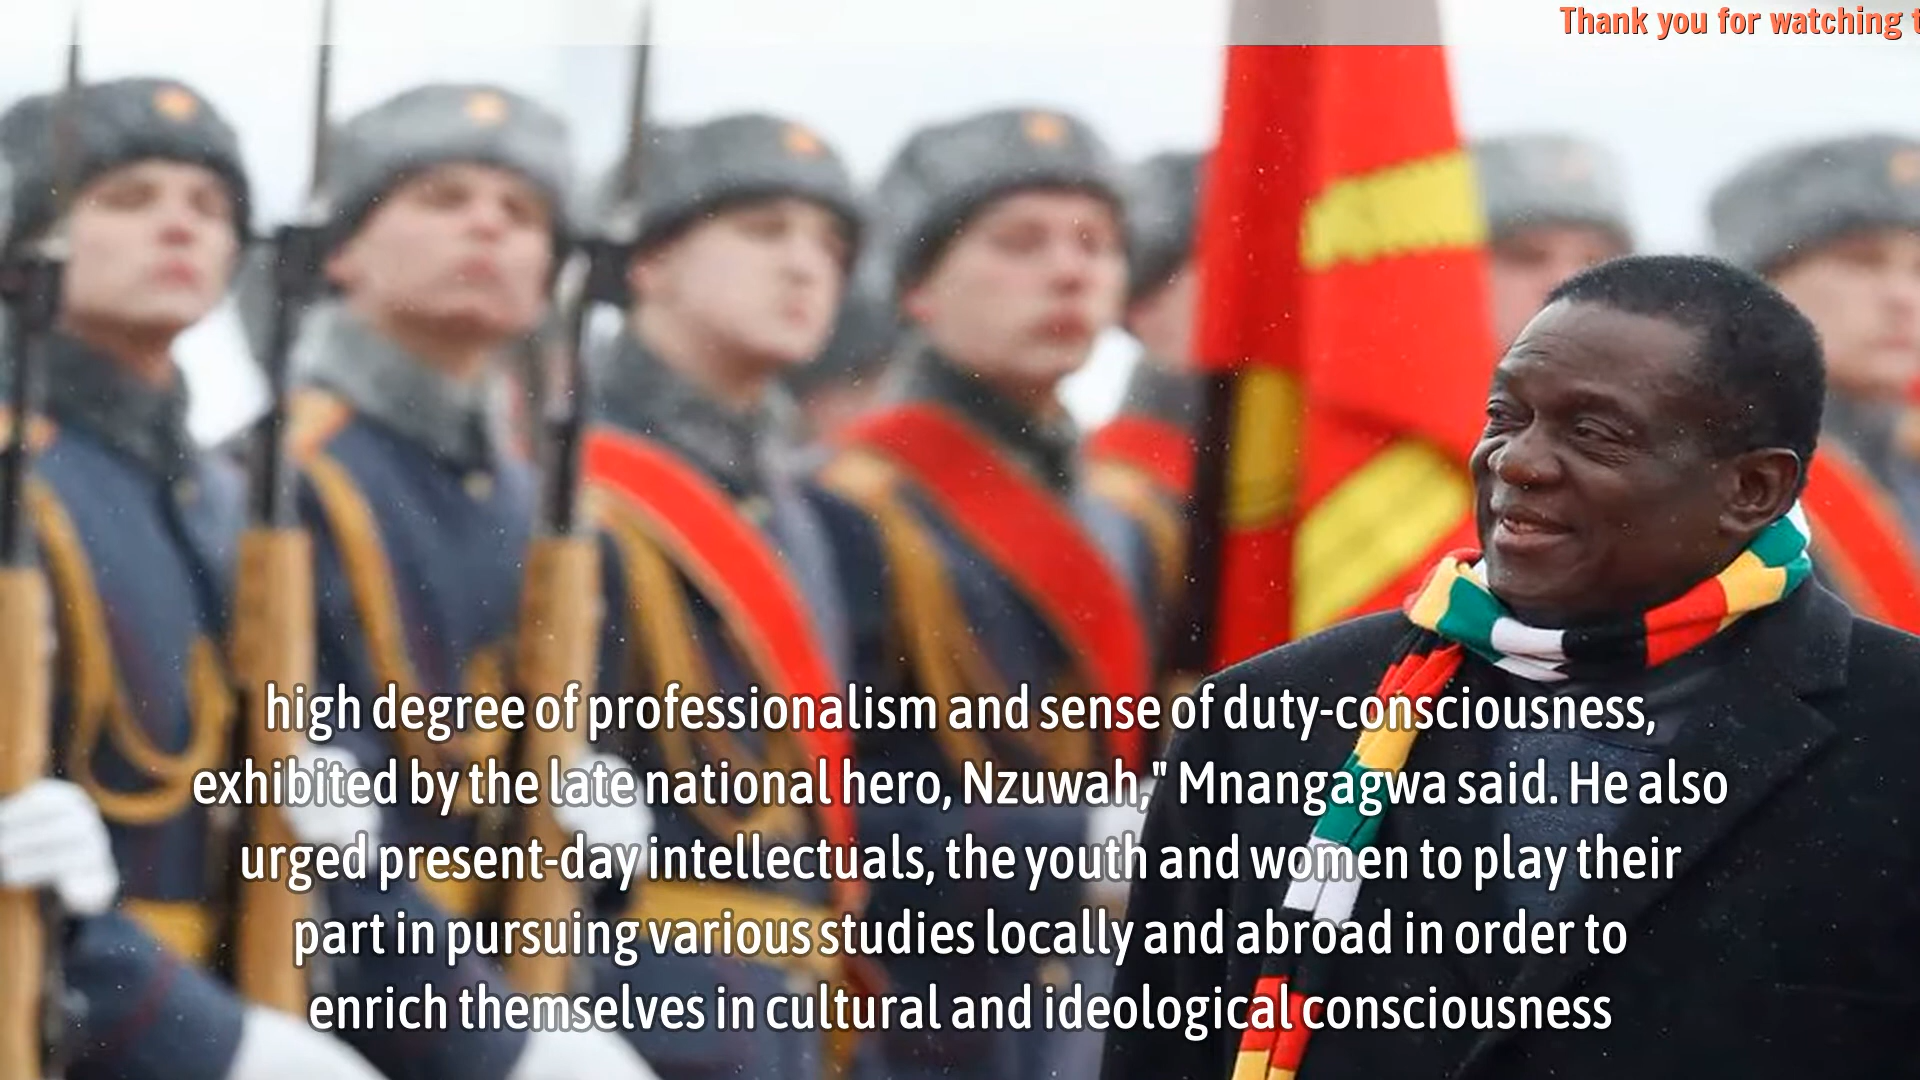 Thank you for watching
high degree of professionalism and sense of duty-consciousness,
exhibited by the late national hero, Nzuwah," Mnangagwa said. He also
urged present-day intellectuals, the youth and women to play their
part in pursuing various studies locally and abroad in order to
enrich themselves in cultural and ideological consciousness